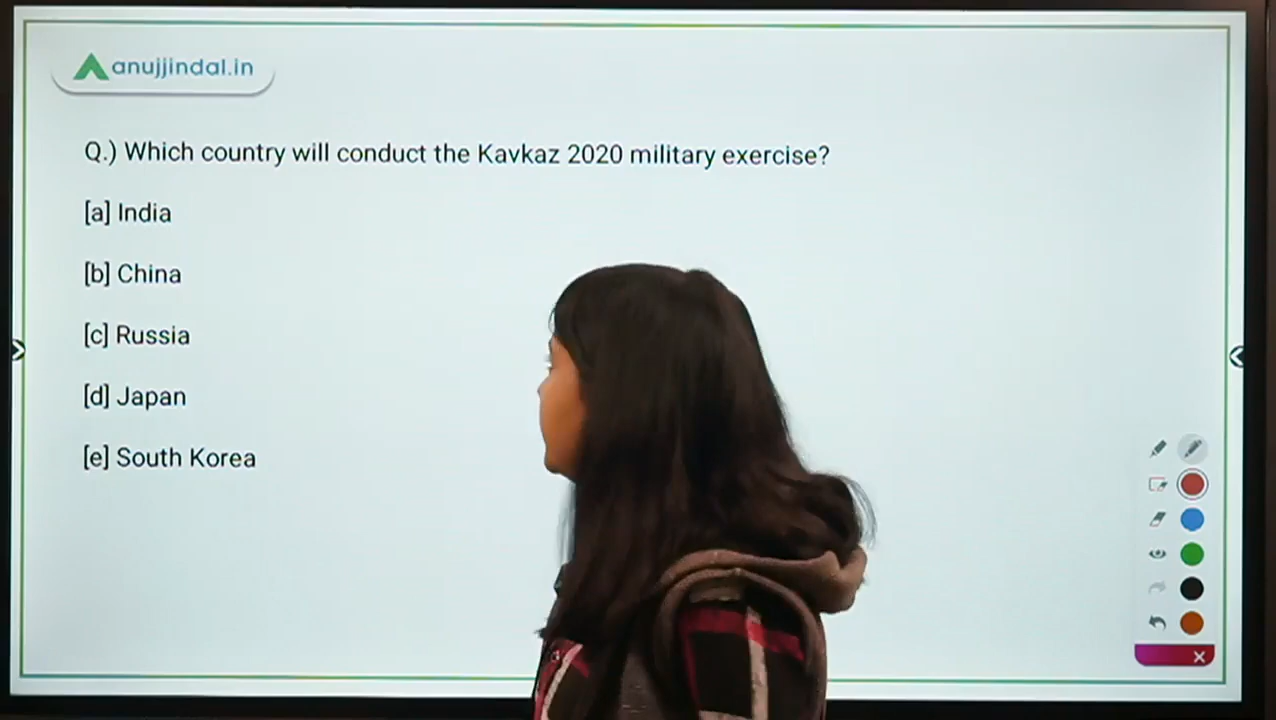 anujjindal.in
Q.) Which country will conduct the Kavkaz 2020 military exercise?
[a] India
[b] China
[c] Russia
[d] Japan
[e] South Korea